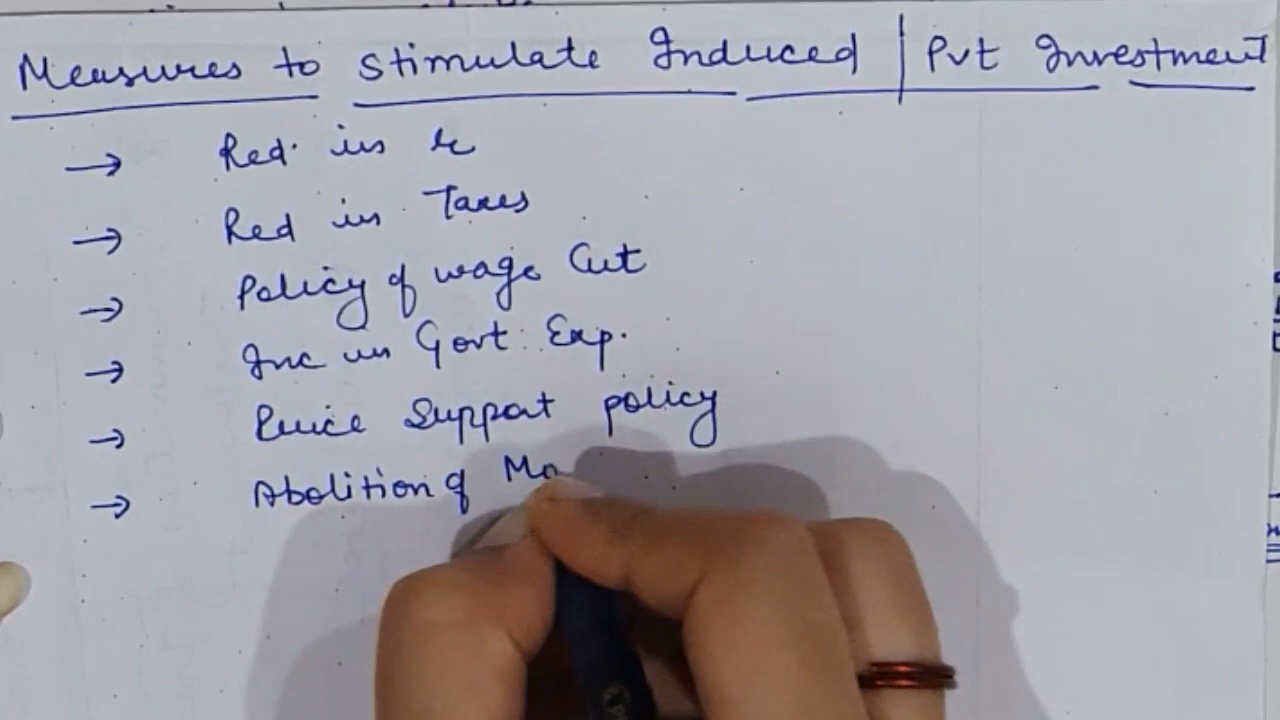 Measures to stimulate Induced | Pvt Investment
→ Red. in r
→ Red in Taxes
→ Policy of wage Cut
→ Inc in Govt. Exp.
→ Price Support policy
→ Abolition of Mo